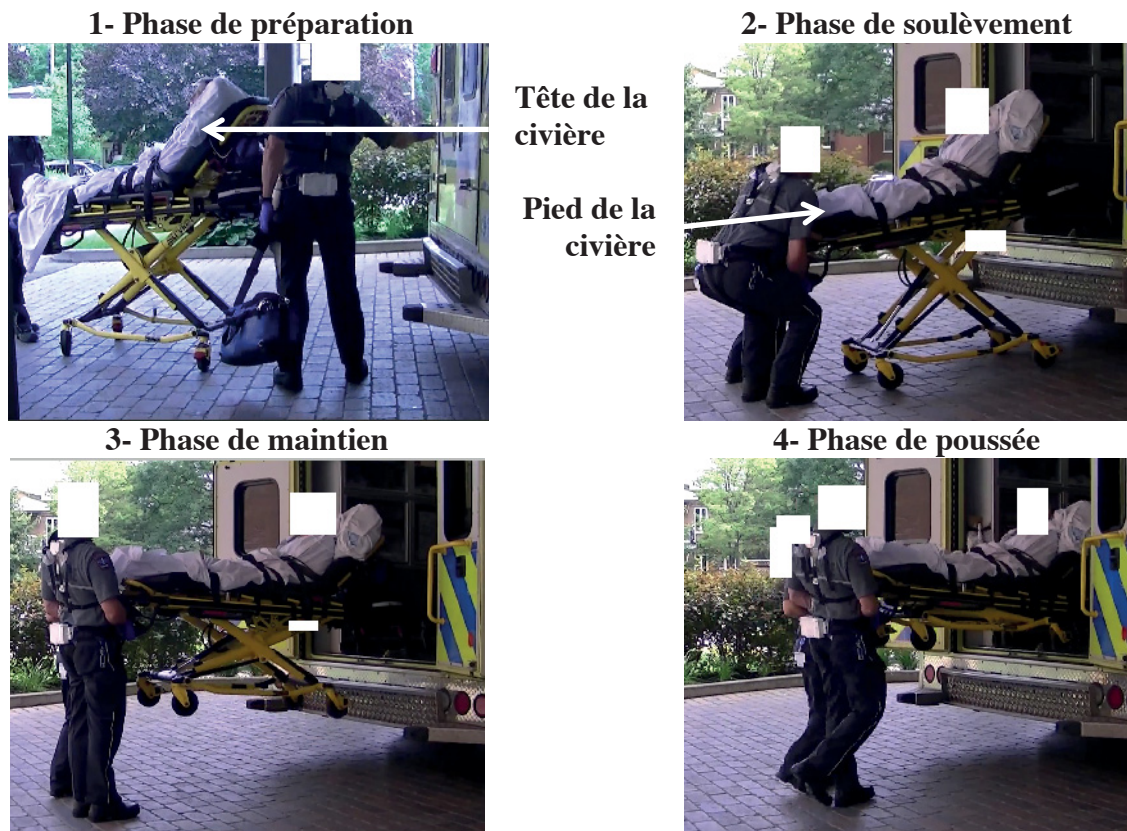 1- Phase de préparation
2- Phase de soulèvement
Tête de la
civière
Pied de la
civière
3- Phase de maintien
4- Phase de poussée